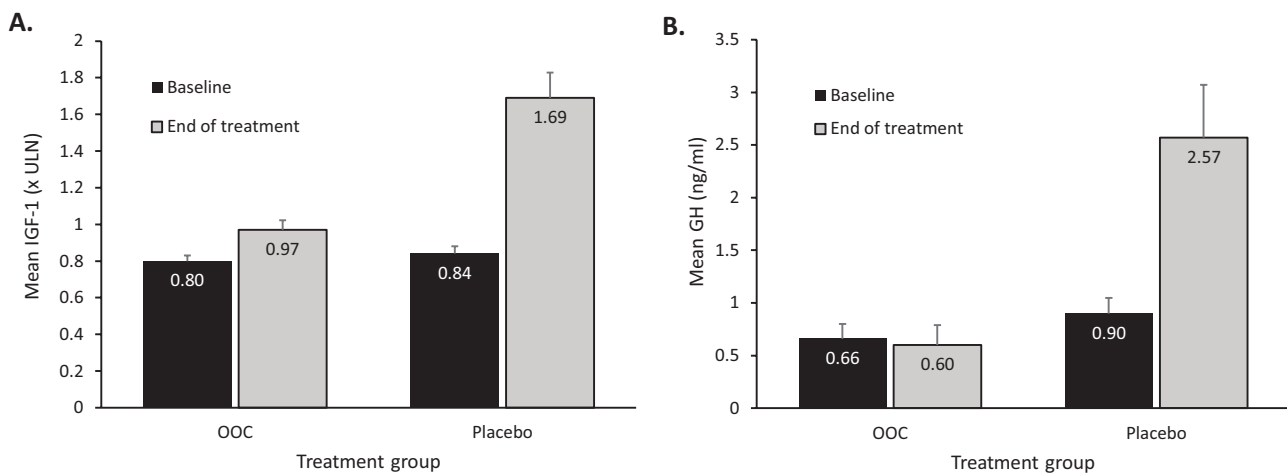 A.
Mean IGF-1 (x ULN)
2
1.8
1.6
1.4
1.2
1
0.8
0.6
0.4
0.2
0
Baseline
End of treatment
0.80
0.97
0.84
1.69
OOC
Placebo
Treatment group
B.
Mean GH (ng/ml)
3.5
3
2.5
2
1.5
1
0.5
0
Baseline
End of treatment
0.66
0.60
0.90
2.57
OOC
Placebo
Treatment group